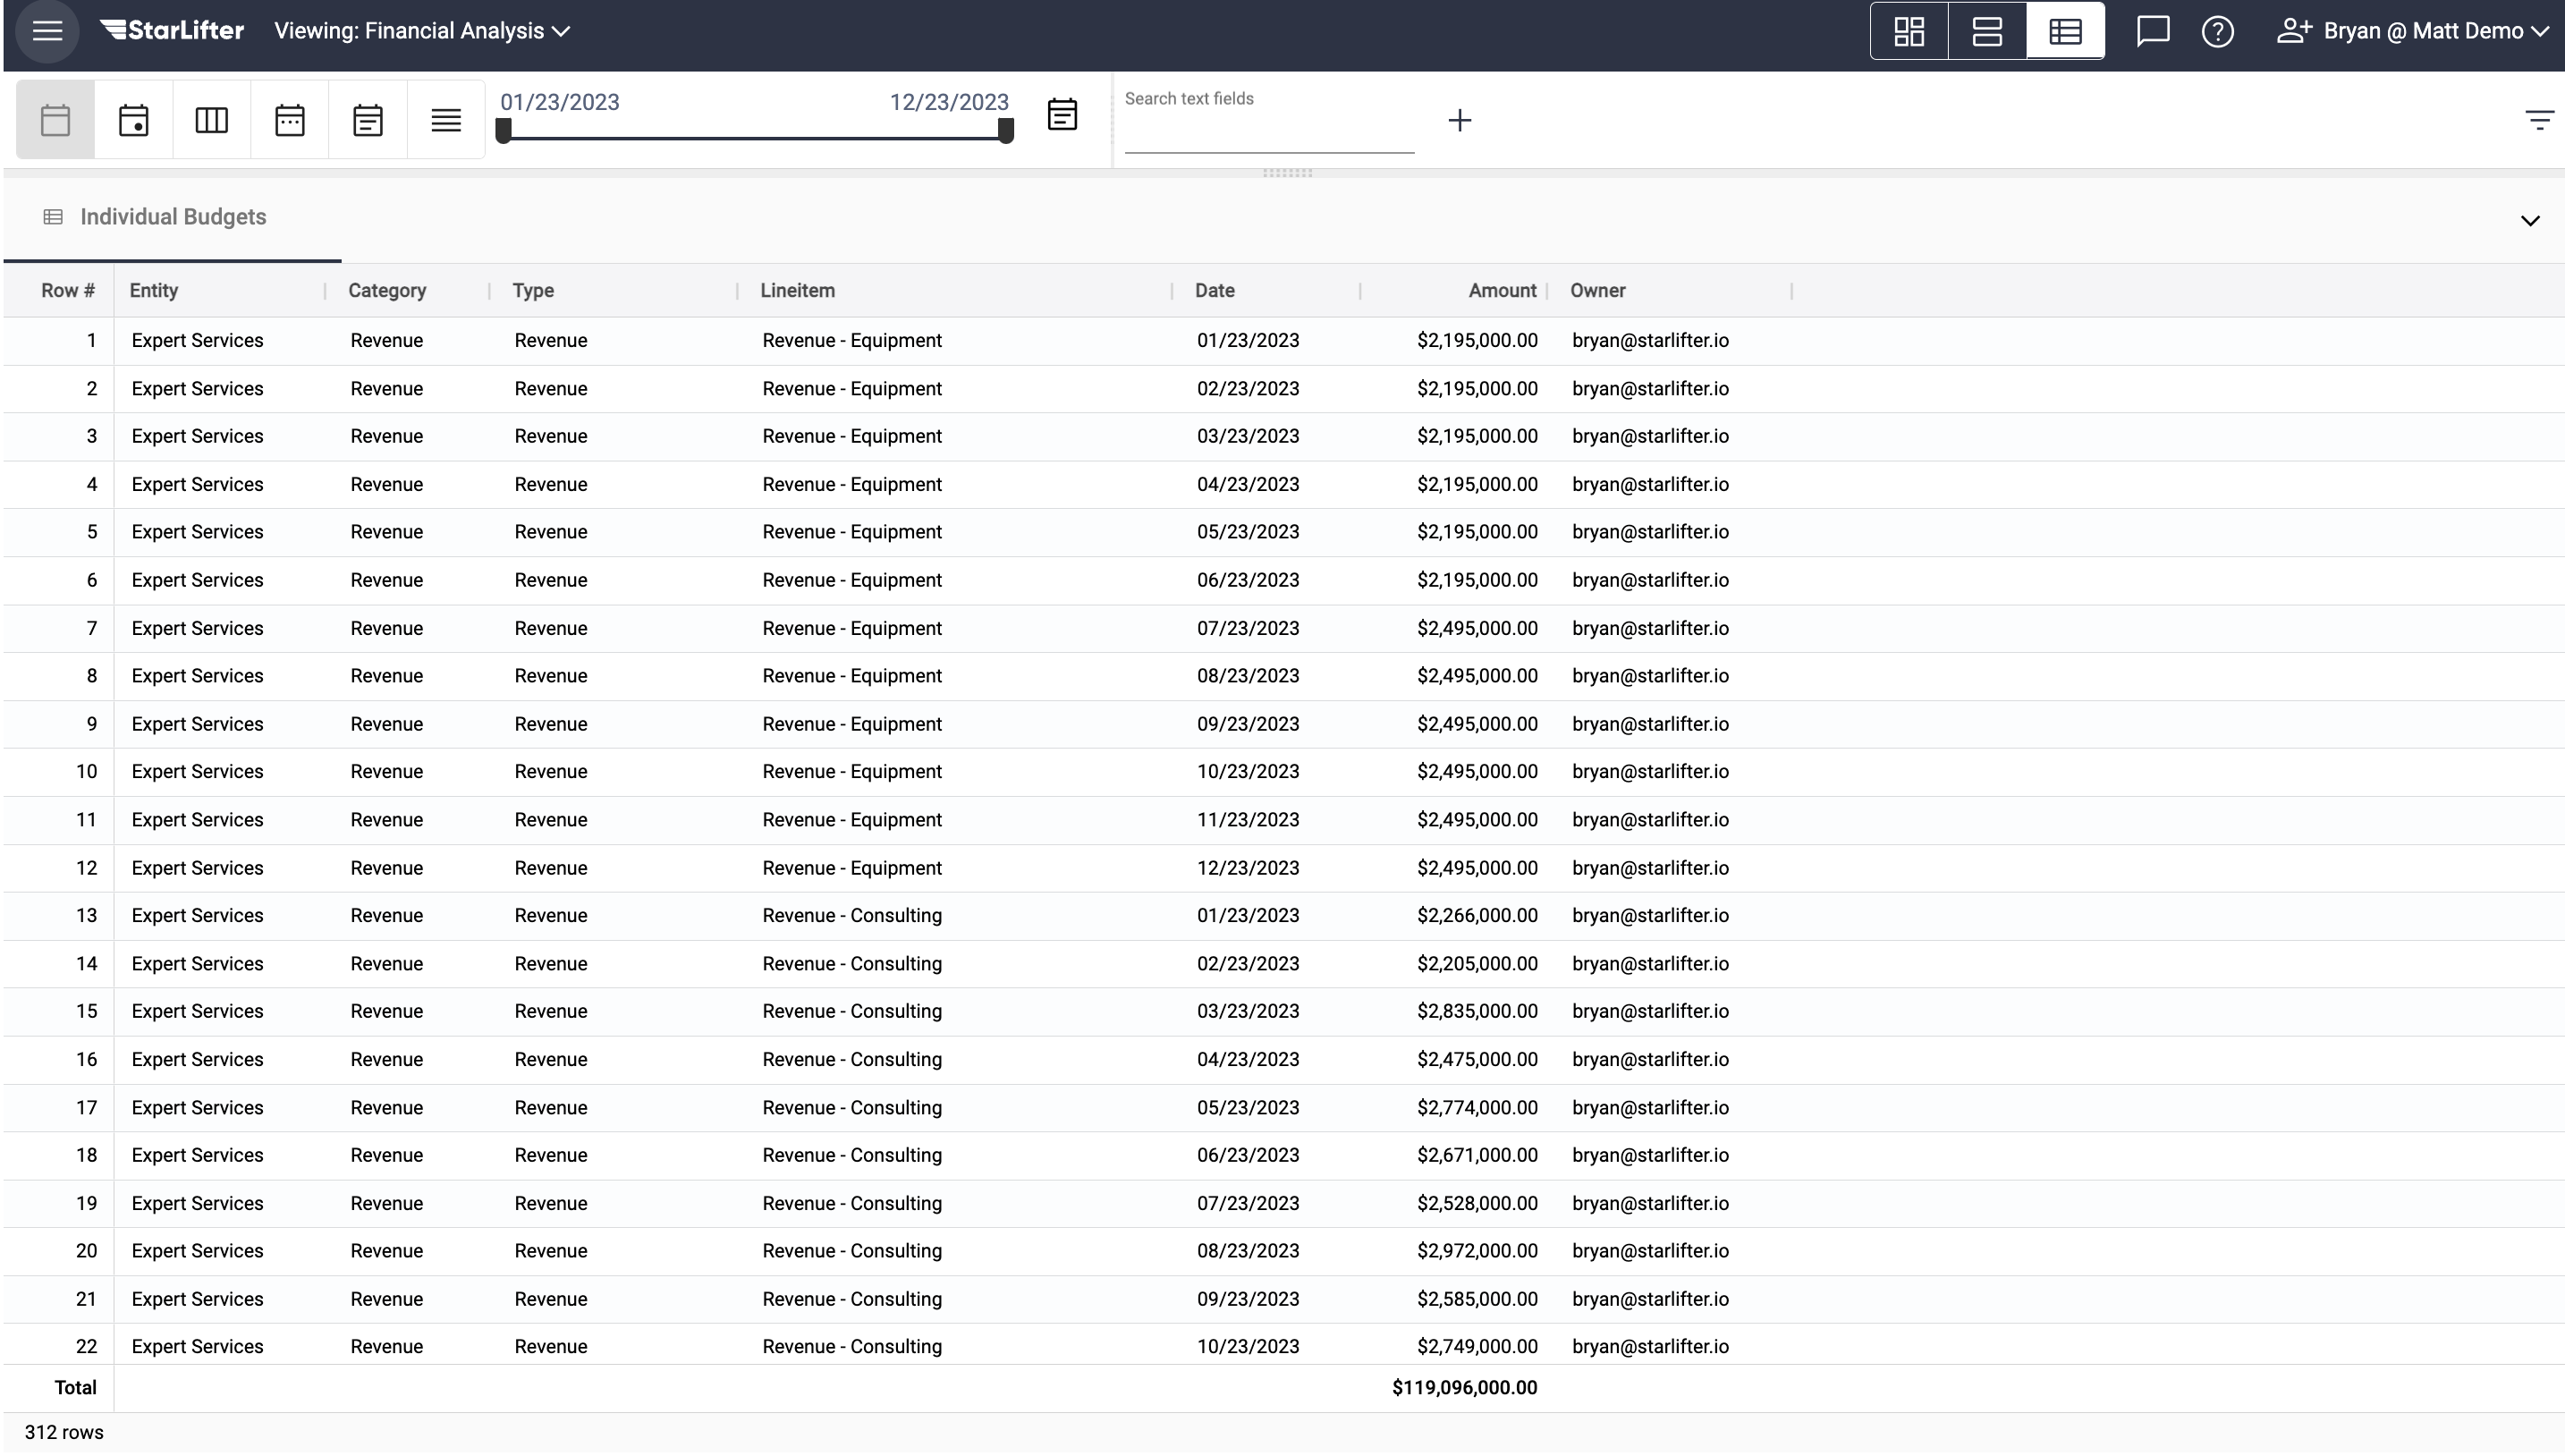 StarLifter Viewing: Financial Analysis Bryan @ Matt Demo
01/23/2023 12/23/2023 Search text fields
Individual Budgets
Row # Entity Category Type Lineitem Date Amount Owner
1 Expert Services Revenue Revenue Revenue - Equipment 01/23/2023 $2,195,000.00 bryan@starlifter.io
2 Expert Services Revenue Revenue Revenue - Equipment 02/23/2023 $2,195,000.00 bryan@starlifter.io
3 Expert Services Revenue Revenue Revenue - Equipment 03/23/2023 $2,195,000.00 bryan@starlifter.io
4 Expert Services Revenue Revenue Revenue - Equipment 04/23/2023 $2,195,000.00 bryan@starlifter.io
5 Expert Services Revenue Revenue Revenue - Equipment 05/23/2023 $2,195,000.00 bryan@starlifter.io
6 Expert Services Revenue Revenue Revenue - Equipment 06/23/2023 $2,195,000.00 bryan@starlifter.io
7 Expert Services Revenue Revenue Revenue - Equipment 07/23/2023 $2,495,000.00 bryan@starlifter.io
8 Expert Services Revenue Revenue Revenue - Equipment 08/23/2023 $2,495,000.00 bryan@starlifter.io
9 Expert Services Revenue Revenue Revenue - Equipment 09/23/2023 $2,495,000.00 bryan@starlifter.io
10 Expert Services Revenue Revenue Revenue - Equipment 10/23/2023 $2,495,000.00 bryan@starlifter.io
11 Expert Services Revenue Revenue Revenue - Equipment 11/23/2023 $2,495,000.00 bryan@starlifter.io
12 Expert Services Revenue Revenue Revenue - Equipment 12/23/2023 $2,495,000.00 bryan@starlifter.io
13 Expert Services Revenue Revenue Revenue - Consulting 01/23/2023 $2,266,000.00 bryan@starlifter.io
14 Expert Services Revenue Revenue Revenue - Consulting 02/23/2023 $2,205,000.00 bryan@starlifter.io
15 Expert Services Revenue Revenue Revenue - Consulting 03/23/2023 $2,835,000.00 bryan@starlifter.io
16 Expert Services Revenue Revenue Revenue - Consulting 04/23/2023 $2,475,000.00 bryan@starlifter.io
17 Expert Services Revenue Revenue Revenue - Consulting 05/23/2023 $2,774,000.00 bryan@starlifter.io
18 Expert Services Revenue Revenue Revenue - Consulting 06/23/2023 $2,671,000.00 bryan@starlifter.io
19 Expert Services Revenue Revenue Revenue - Consulting 07/23/2023 $2,528,000.00 bryan@starlifter.io
20 Expert Services Revenue Revenue Revenue - Consulting 08/23/2023 $2,972,000.00 bryan@starlifter.io
21 Expert Services Revenue Revenue Revenue - Consulting 09/23/2023 $2,585,000.00 bryan@starlifter.io
22 Expert Services Revenue Revenue Revenue - Consulting 10/23/2023 $2,749,000.00 bryan@starlifter.io
Total $119,096,000.00
312 rows